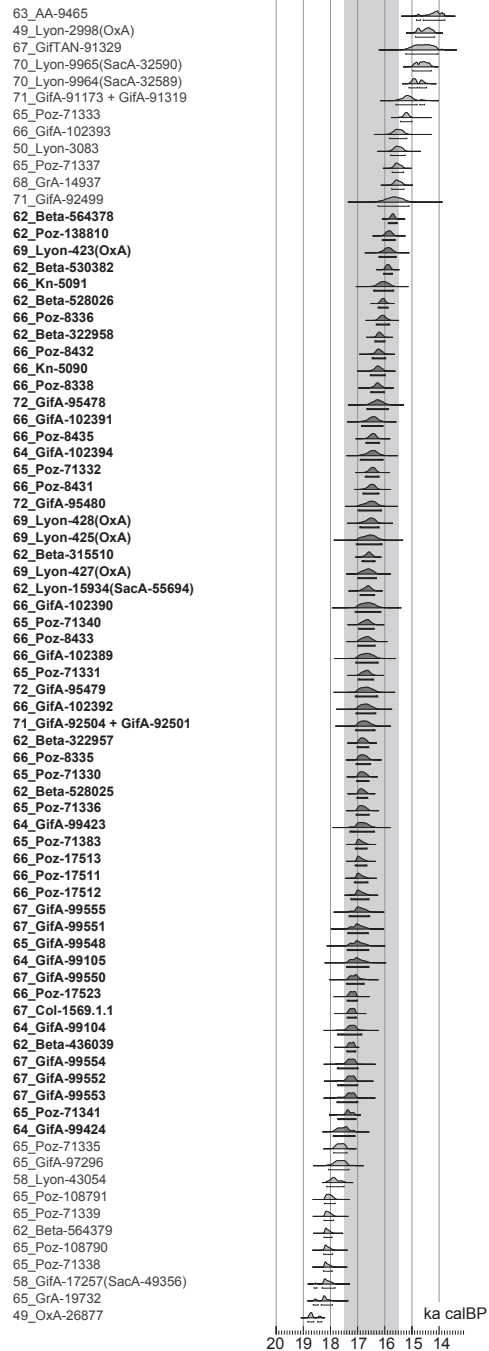 63_AA-9465
49_Lyon-2998(OxA)
67_GifTAN-91329
70_Lyon-9965(SacA-32590)
70_Lyon-9964(SacA-32589)
71_GifA-91173 + GifA-91319
65_Poz-71333
66_GifA-102393
50_Lyon-3083
65_Poz-71337
68_GrA-14937
71_GifA-92499
62_Beta-564378
62_Poz-138810
69_Lyon-423(OxA)
62_Beta-530382
66_Kn-5091
62_Beta-528026
66_Poz-8336
62_Beta-322958
66_Poz-8432
66_Kn-5090
66_Poz-8338
72_GifA-95478
66_GifA-102391
66_Poz-8435
64_GifA-102394
65_Poz-71332
66_Poz-8431
72_GifA-95480
69_Lyon-428(OxA)
69_Lyon-425(OxA)
62_Beta-315510
69_Lyon-427(OxA)
62_Lyon-15934(SacA-55694)
66_GifA-102390
65_Poz-71340
66_Poz-8433
66_GifA-102389
65_Poz-71331
72_GifA-95479
66_GifA-102392
71_GifA-92504 + GifA-92501
62_Beta-322957
66_Poz-8335
65_Poz-71330
62_Beta-528025
65_Poz-71336
64_GifA-99423
65_Poz-71383
66_Poz-17513
66_Poz-17511
66_Poz-17512
67_GifA-99555
67_GifA-99551
65_GifA-99548
64_GifA-99105
67_GifA-99550
66_Poz-17523
67_Col-1569.1.1
64_GifA-99104
62_Beta-436039
67_GifA-99554
67_GifA-99552
67_GifA-99553
65_Poz-71341
64_GifA-99424
65_Poz-71335
65_GifA-97296
58_Lyon-43054
65_Poz-108791
65_Poz-71339
62_Beta-564379
65_Poz-108790
65_Poz-71338
58_GifA-17257(SacA-49356)
65_GrA-19732
49_OxA-26877
ka calBP
20 19 18 17 16 15 14